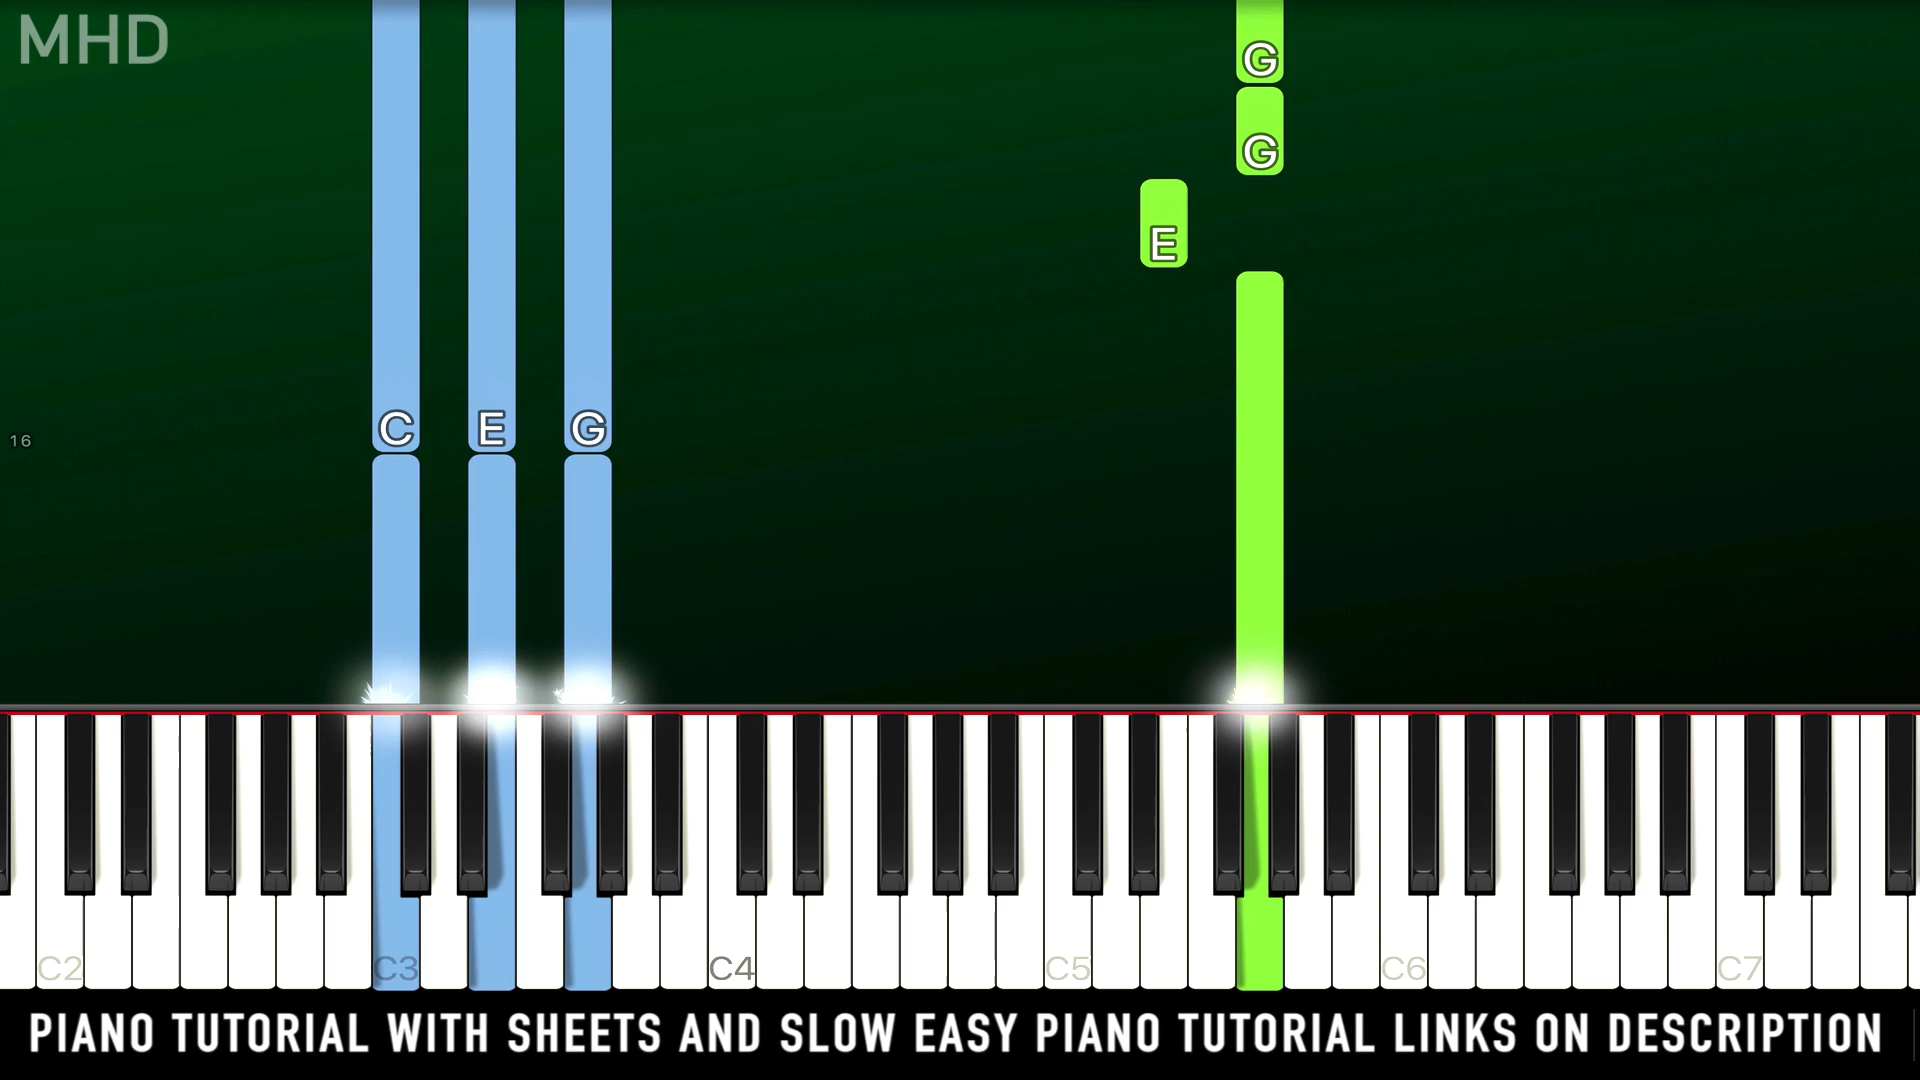 MHD
G
G
E
C E G
16
C2 C3 C4 C5 C6 C7
PIANO TUTORIAL WITH SHEETS AND SLOW EASY PIANO TUTORIAL LINKS ON DESCRIPTION